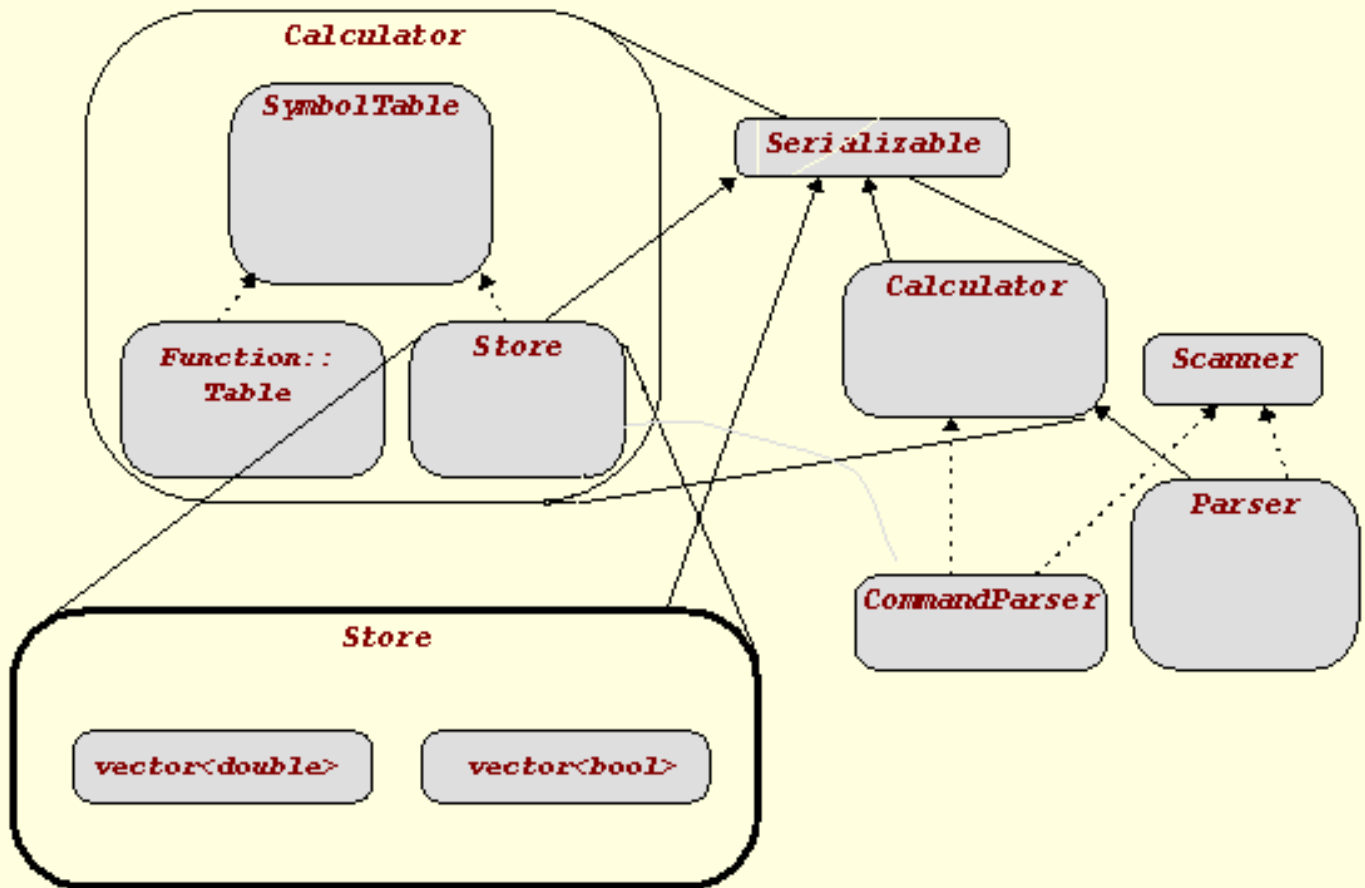 Calculator
SymbolTable
Serializable
Calculator
Function::
Table
Store
Scanner
Parser
CommandParser
Store
vector<double>
vector<bool>